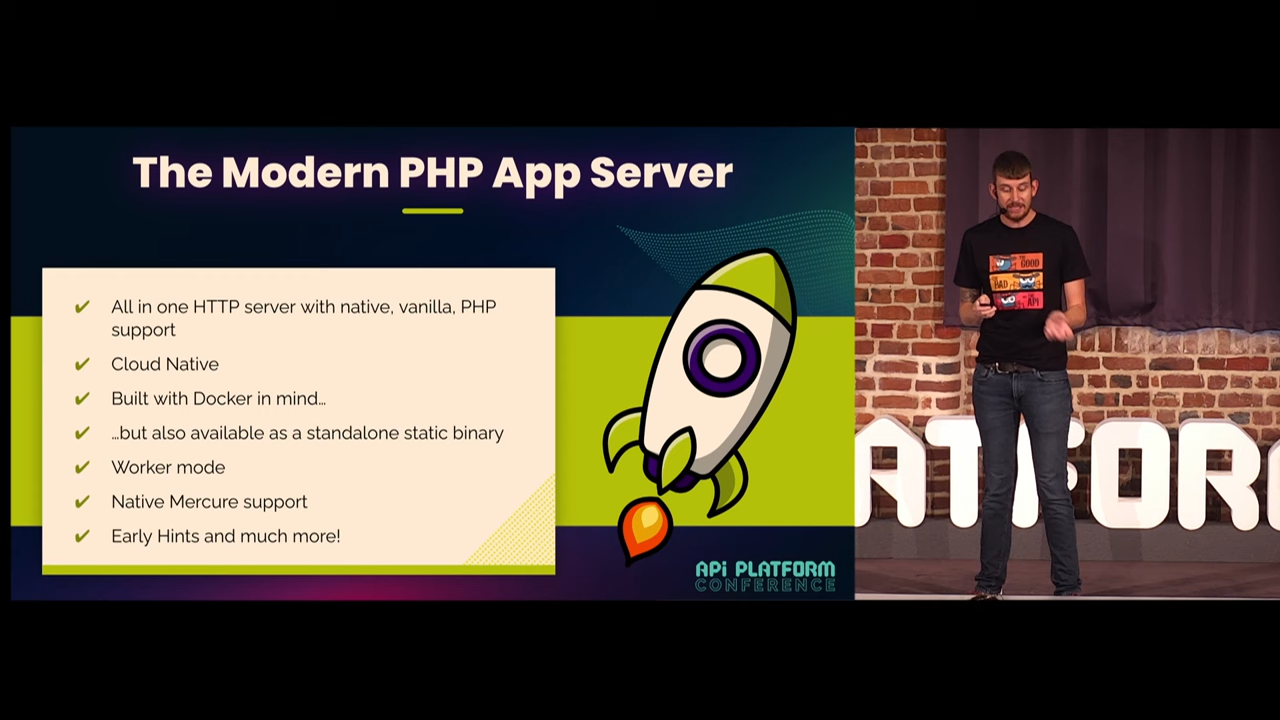 The Modern PHP App Server
✔ All in one HTTP server with native, vanilla, PHP
support
✔ Cloud Native
✔ Built with Docker in mind…
✔ …but also available as a standalone static binary
✔ Worker mode
✔ Native Mercure support
✔ Early Hints and much more!
APi PLATFORM
CONFERENCE
GOOD
BAD
API
ATFOR